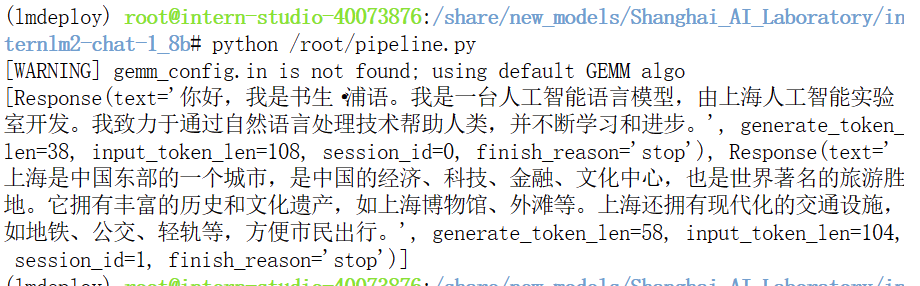 (lmdeploy) root@intern-studio-40073876:/share/new_models/Shanghai_AI_Laboratory/in
ternlm2-chat-1_8b# python /root/pipeline.py
[WARNING] gemm_config.in is not found; using default GEMM algo
[Response(text='你好，我是书生·浦语。我是一台人工智能语言模型，由上海人工智能实验
室开发。我致力于通过自然语言处理技术帮助人类，并不断学习和进步。', generate_token_
len=38, input_token_len=108, session_id=0, finish_reason='stop'), Response(text='
上海是中国东部的一个城市，是中国的经济、科技、金融、文化中心，也是世界著名的旅游胜
地。它拥有丰富的历史和文化遗产，如上海博物馆、外滩等。上海还拥有现代化的交通设施，
如地铁、公交、轻轨等，方便市民出行。', generate_token_len=58, input_token_len=104,
session_id=1, finish_reason='stop')]
(lmdeploy) root@intern-studio-40073876:/share/new_models/Shanghai_AI_Laboratory/in